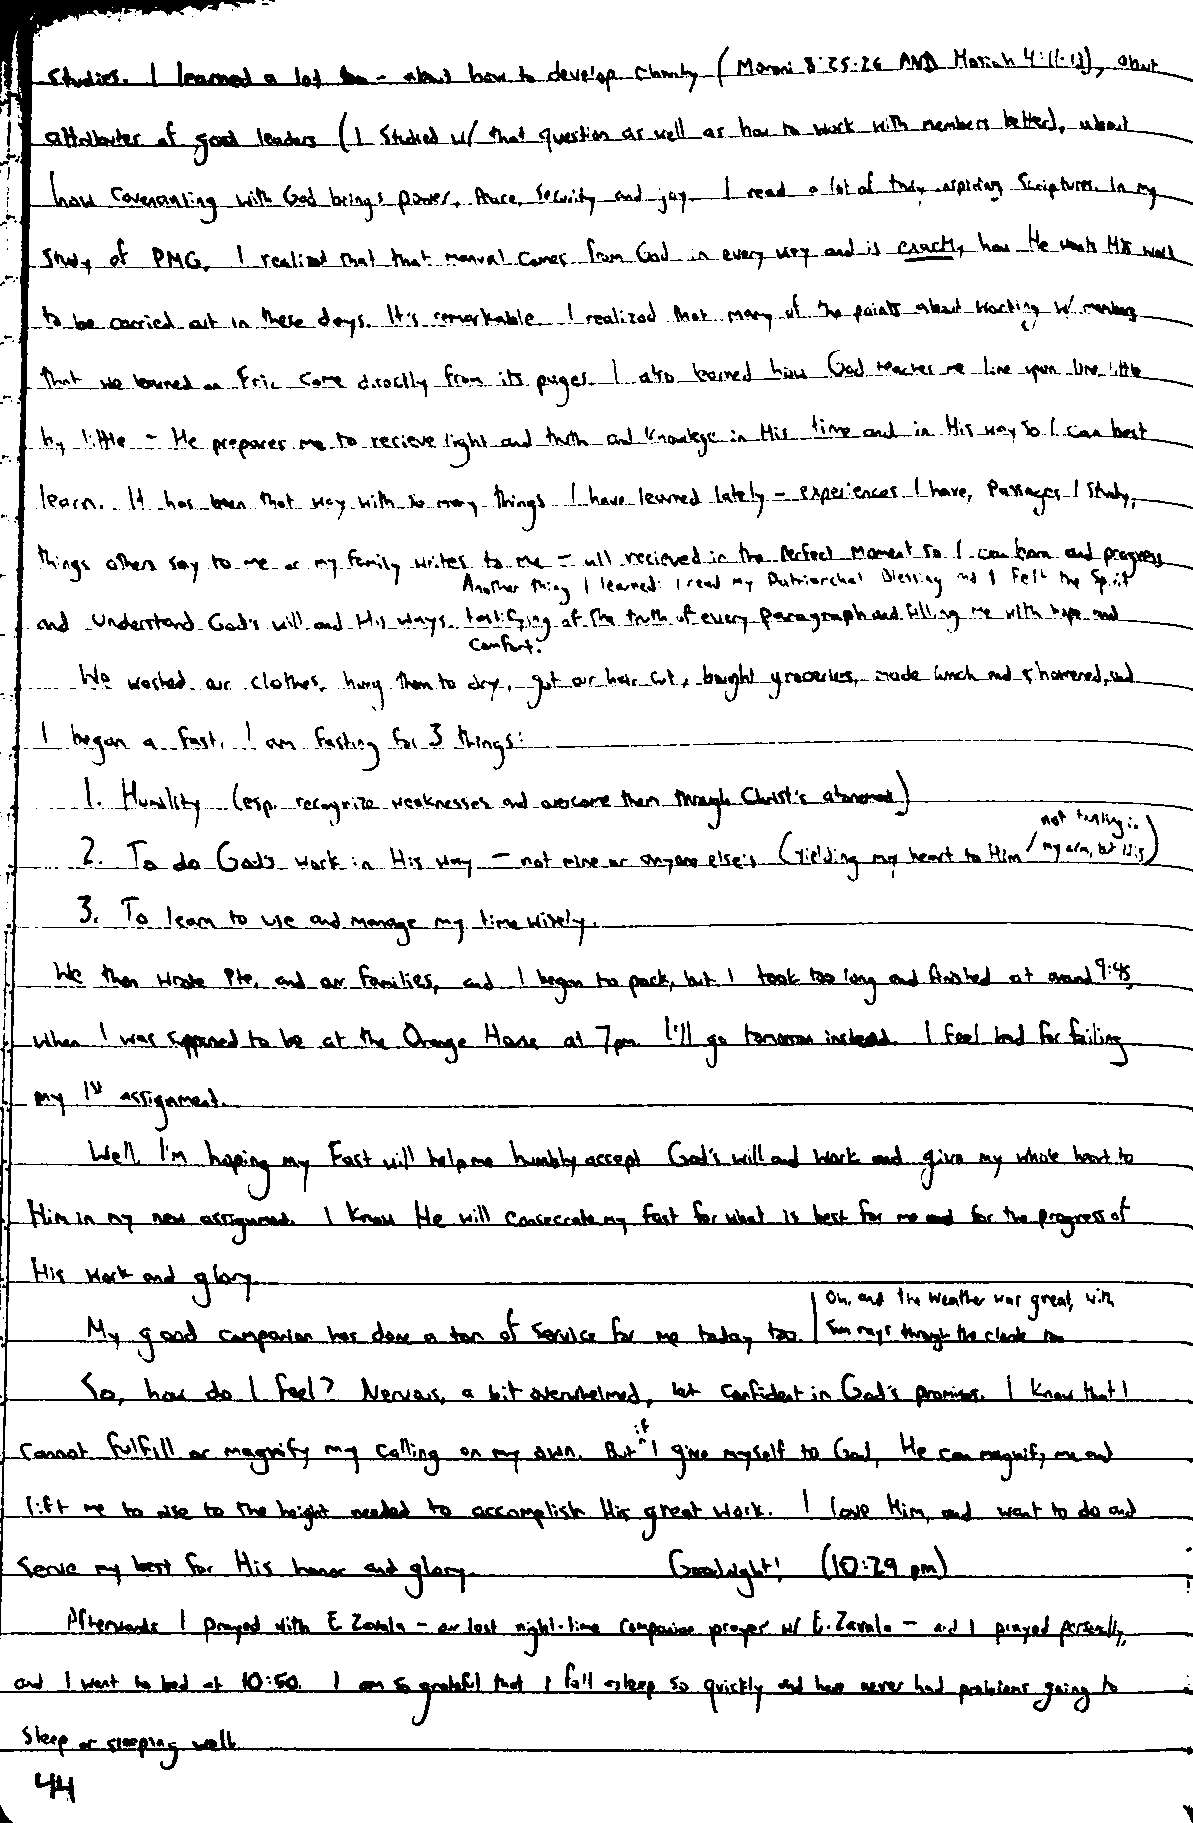 studies. I learned a lot - about how to develop charity (Moroni 8:25-26 AND Mosiah 4:11-12), about
attributes of good leaders (I studied w/ that question as well as how to work with members better), about
how covenanting with God brings power, peace, security and joy. I read a lot of truly inspiring scriptures. In my
study of PMG, I realized that that manual comes from God in every way and is exactly how He wants His work
to be carried out in these days. It's remarkable. I realized that many of the points about working w/ members
that we learned on Eric come directly from its pages. I also learned how God teaches me line upon line, little
by little - He prepares me to recieve light and truth and knowlege in His time and in His way so I can best
learn. It has been that way with so many things I have learned lately - experiences I have, passages I study,
things others say to me or my family writes to me - all recieved in the perfect moment so I can learn and progress
and understand God's will and His ways. Another thing I learned: I read my Patriarchal Blessing and I felt the Spirit
testifying of the truth of every paragraph and filling me with hope and
comfort.
We washed our clothes, hung them to dry, got our hair cut, bought groceries, made lunch and showered, and
I began a fast. I am fasting for 3 things:
1. Humility (esp. recognize weaknesses and overcome them through Christ's atonement)
2. To do God's work in His way - not mine or anyone else's (yielding my heart to Him / not trusting in my arm, but His)
3. To learn to use and manage my time wisely.
We then wrote Pte. and our families, and I began to pack, but I took too long and finished at around 9:45
when I was supposed to be at the Orange House at 7pm. I'll go tomorrow instead. I feel bad for failing
my 1st assignment.
Well I'm hoping my Fast will help me humbly accept God's will and work and give my whole heart to
Him in my new assignment. I know He will consecrate my fast for what is best for me and for the progress of
His work and glory.
My good companion has done a ton of service for me today too. | Oh, and the weather was great, with
sun rays through the clouds
So, how do I feel? Nervous, a bit overwhelmed, but confident in God's promises. I know that I
cannot fulfill or magnify my calling on my own. But if I give myself to God, He can magnify me and
lift me to rise to the height needed to accomplish His great work. I love Him, and want to do and
serve my best for His honor and glory. Goodnight! (10:29 pm)
Afterwards I prayed with E. Zavala - our last night-time companion prayer w/ E. Zavala - and I prayed personally,
and I went to bed at 10:50. I am so grateful that I fall asleep so quickly and have never had problems going to
sleep or sleeping well.
44